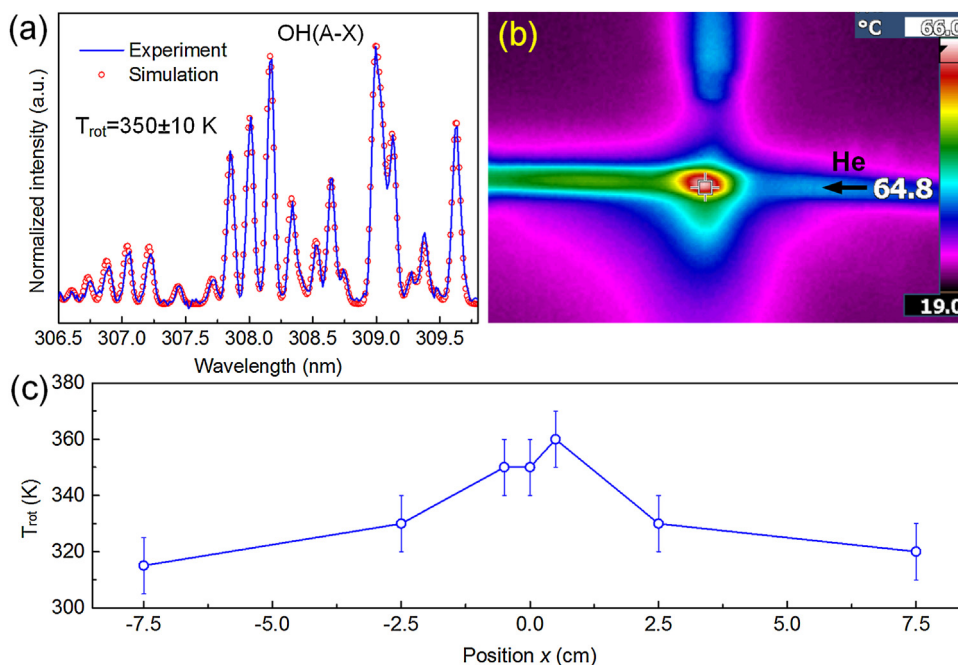 (a)
OH(A-X)
Experiment
Simulation
T_rot=350±10 K
Normalized intensity (a.u.)
306.5 307.0 307.5 308.0 308.5 309.0 309.5
Wavelength (nm)
(b)
°C 66.0
He
64.8
19.0
(c)
380
360
340
320
300
T_rot (K)
-7.5 -5.0 -2.5 0.0 2.5 5.0 7.5
Position x (cm)